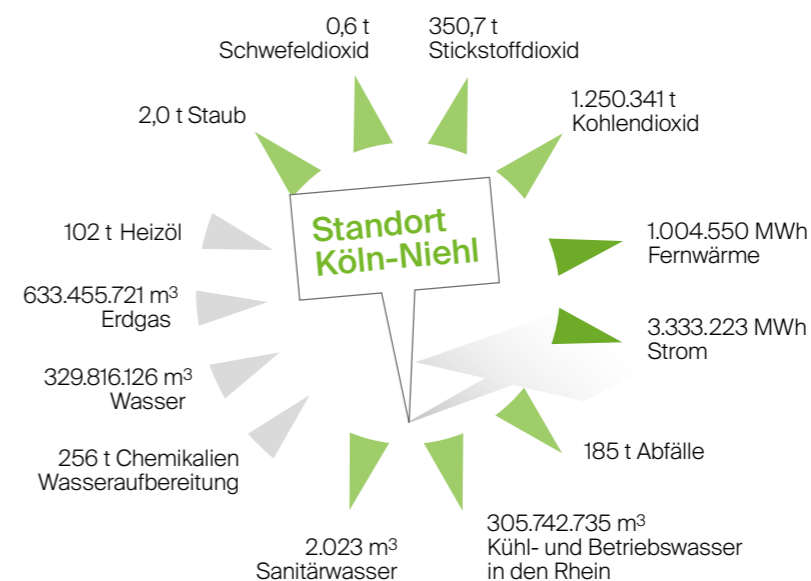 0,6 t
Schwefeldioxid
350,7 t
Stickstoffdioxid
2,0 t Staub
1.250.341 t
Kohlendioxid
Standort
Köln-Niehl
102 t Heizöl
1.004.550 MWh
Fernwärme
633.455.721 m³
Erdgas
3.333.223 MWh
Strom
329.816.126 m³
Wasser
256 t Chemikalien
Wasseraufbereitung
185 t Abfälle
2.023 m³
Sanitärwasser
305.742.735 m³
Kühl- und Betriebswasser
in den Rhein